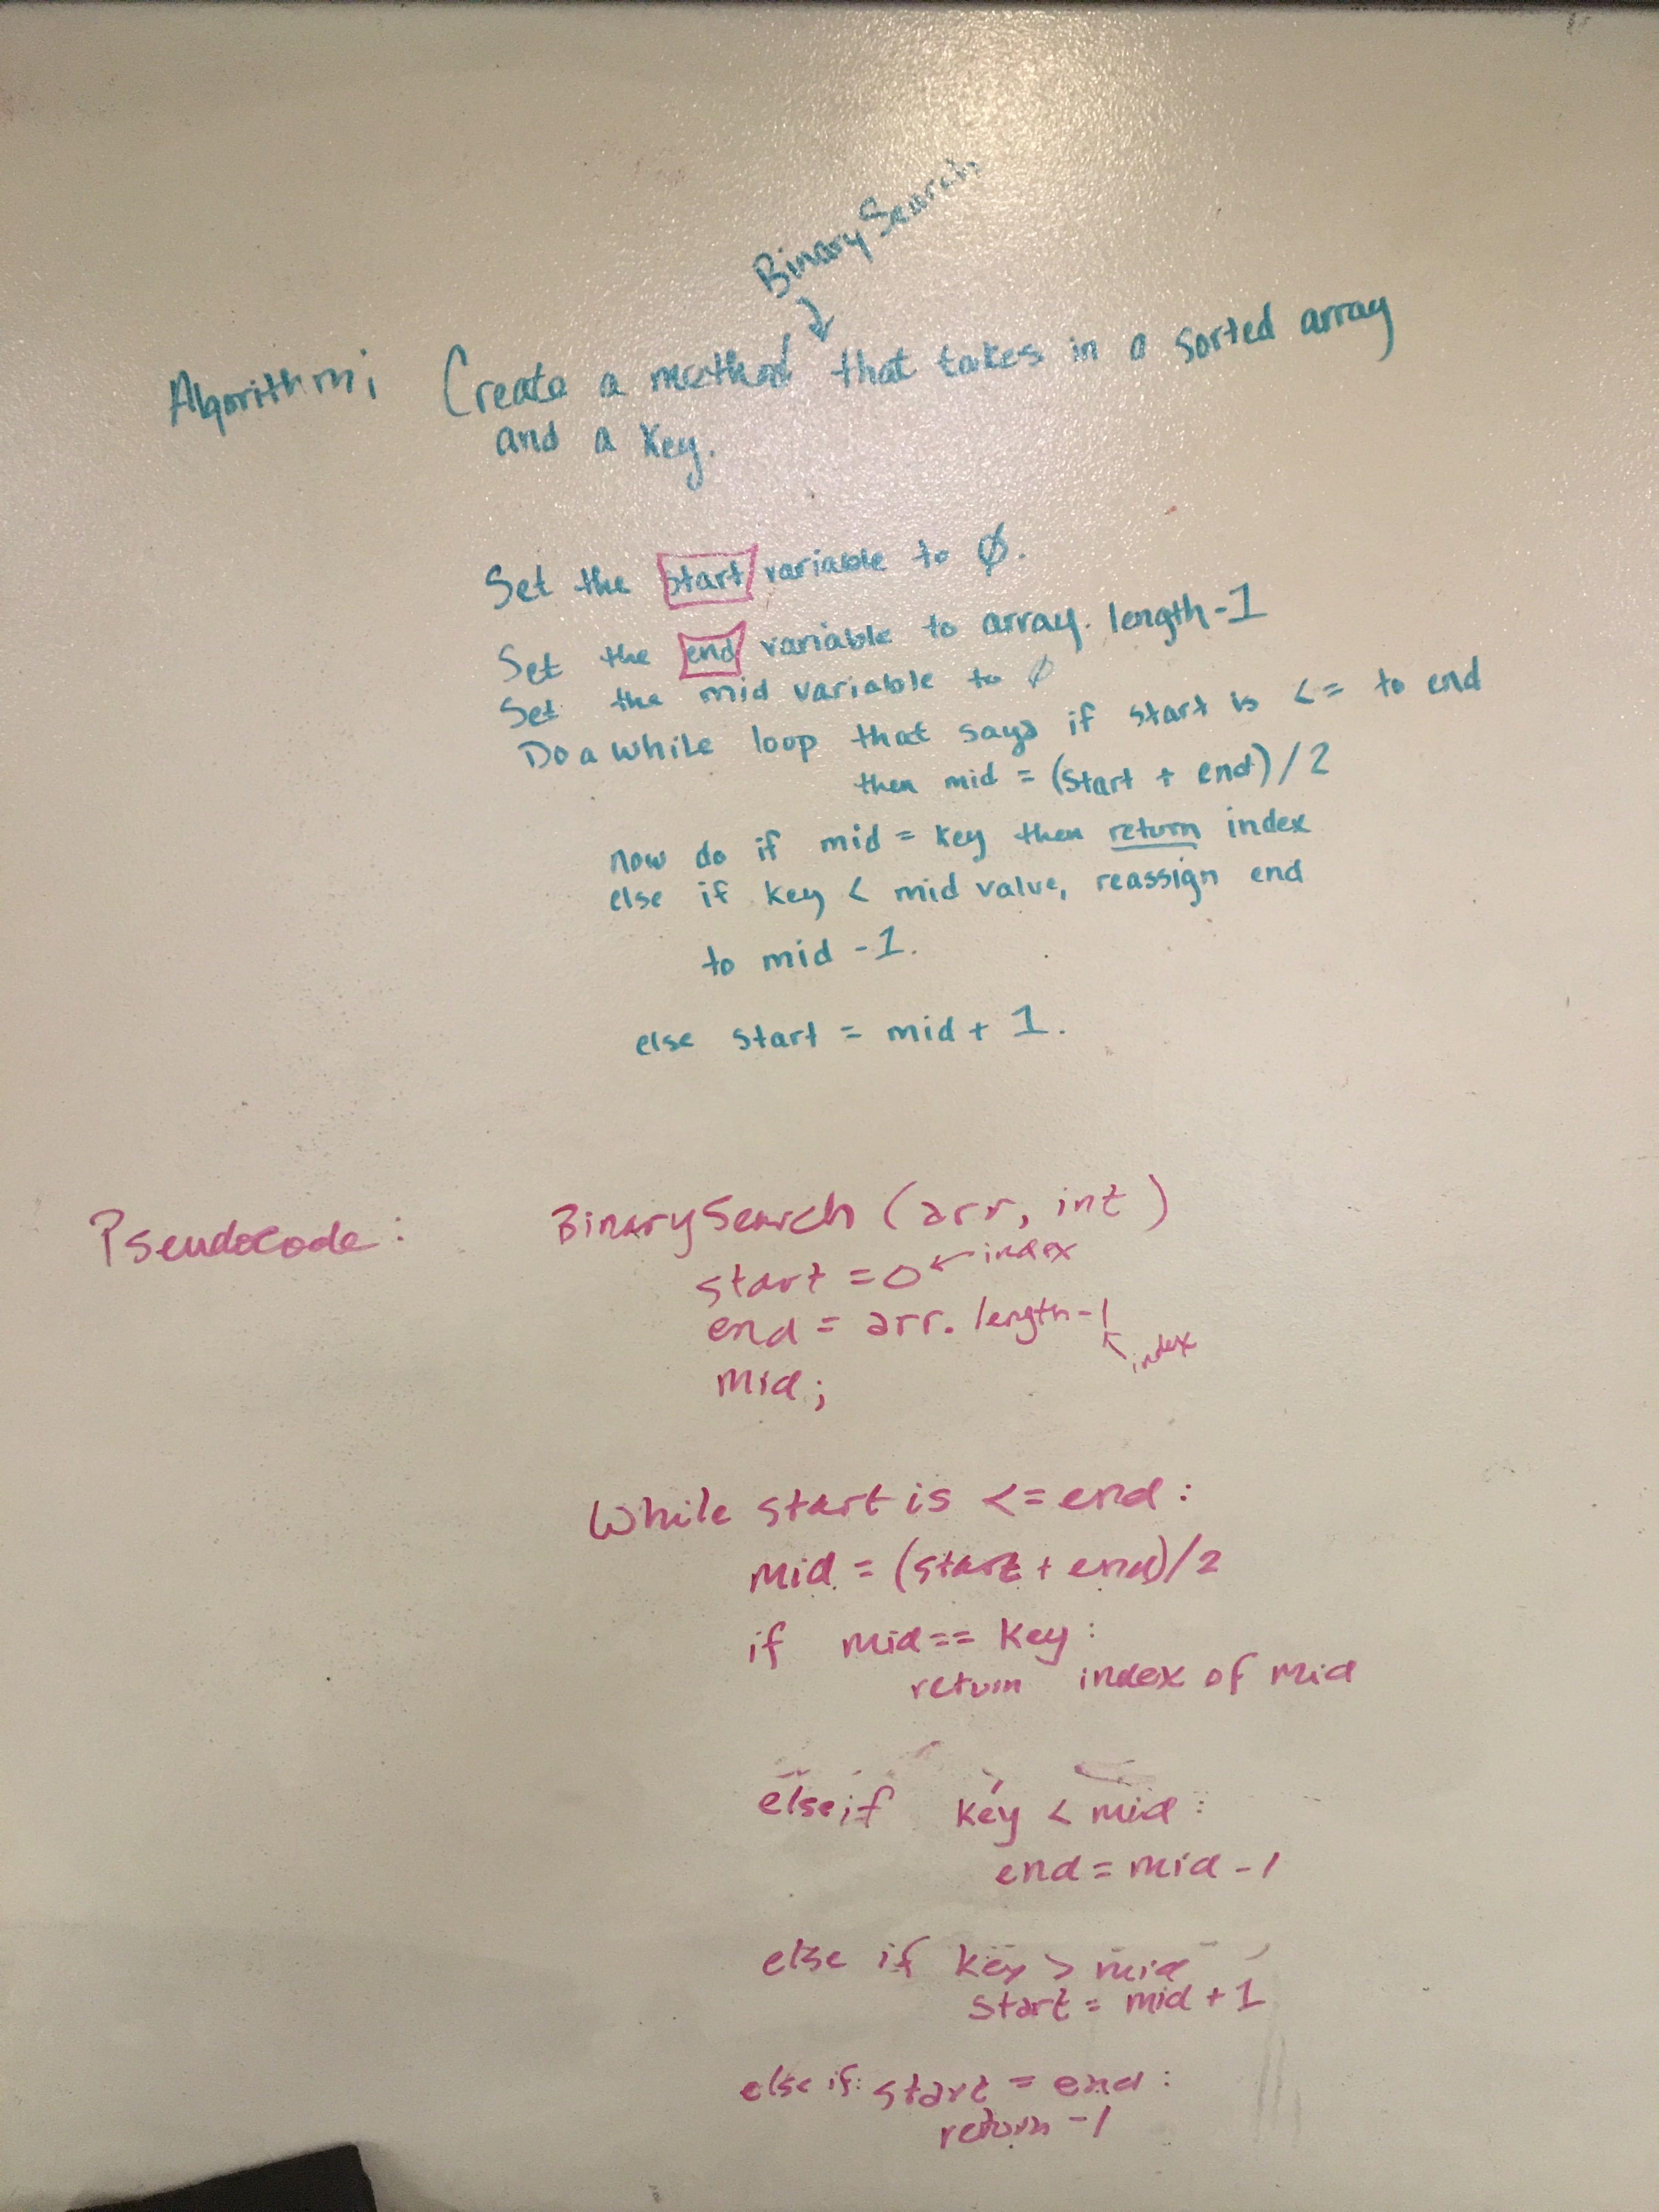 Binary Search
Algorithm: Create a method that takes in a sorted array
and a key.
Set the start variable to Ø.
Set the end variable to array.length-1
Set the mid variable to Ø
Do a while loop that says if start is <= to end
then mid = (start + end)/2
now do if mid = key then return index
else if key < mid value, reassign end
to mid -1.
else start = mid + 1.
Pseudocode: BinarySearch (arr, int)
start = 0 ← index
end = arr.length-1
index
mid;
While start is <= end:
mid = (start + end)/2
if mid == key:
return index of mid
else if key < mid:
end = mid - 1
else if key > mid
start = mid + 1
else if: start = end:
return -1